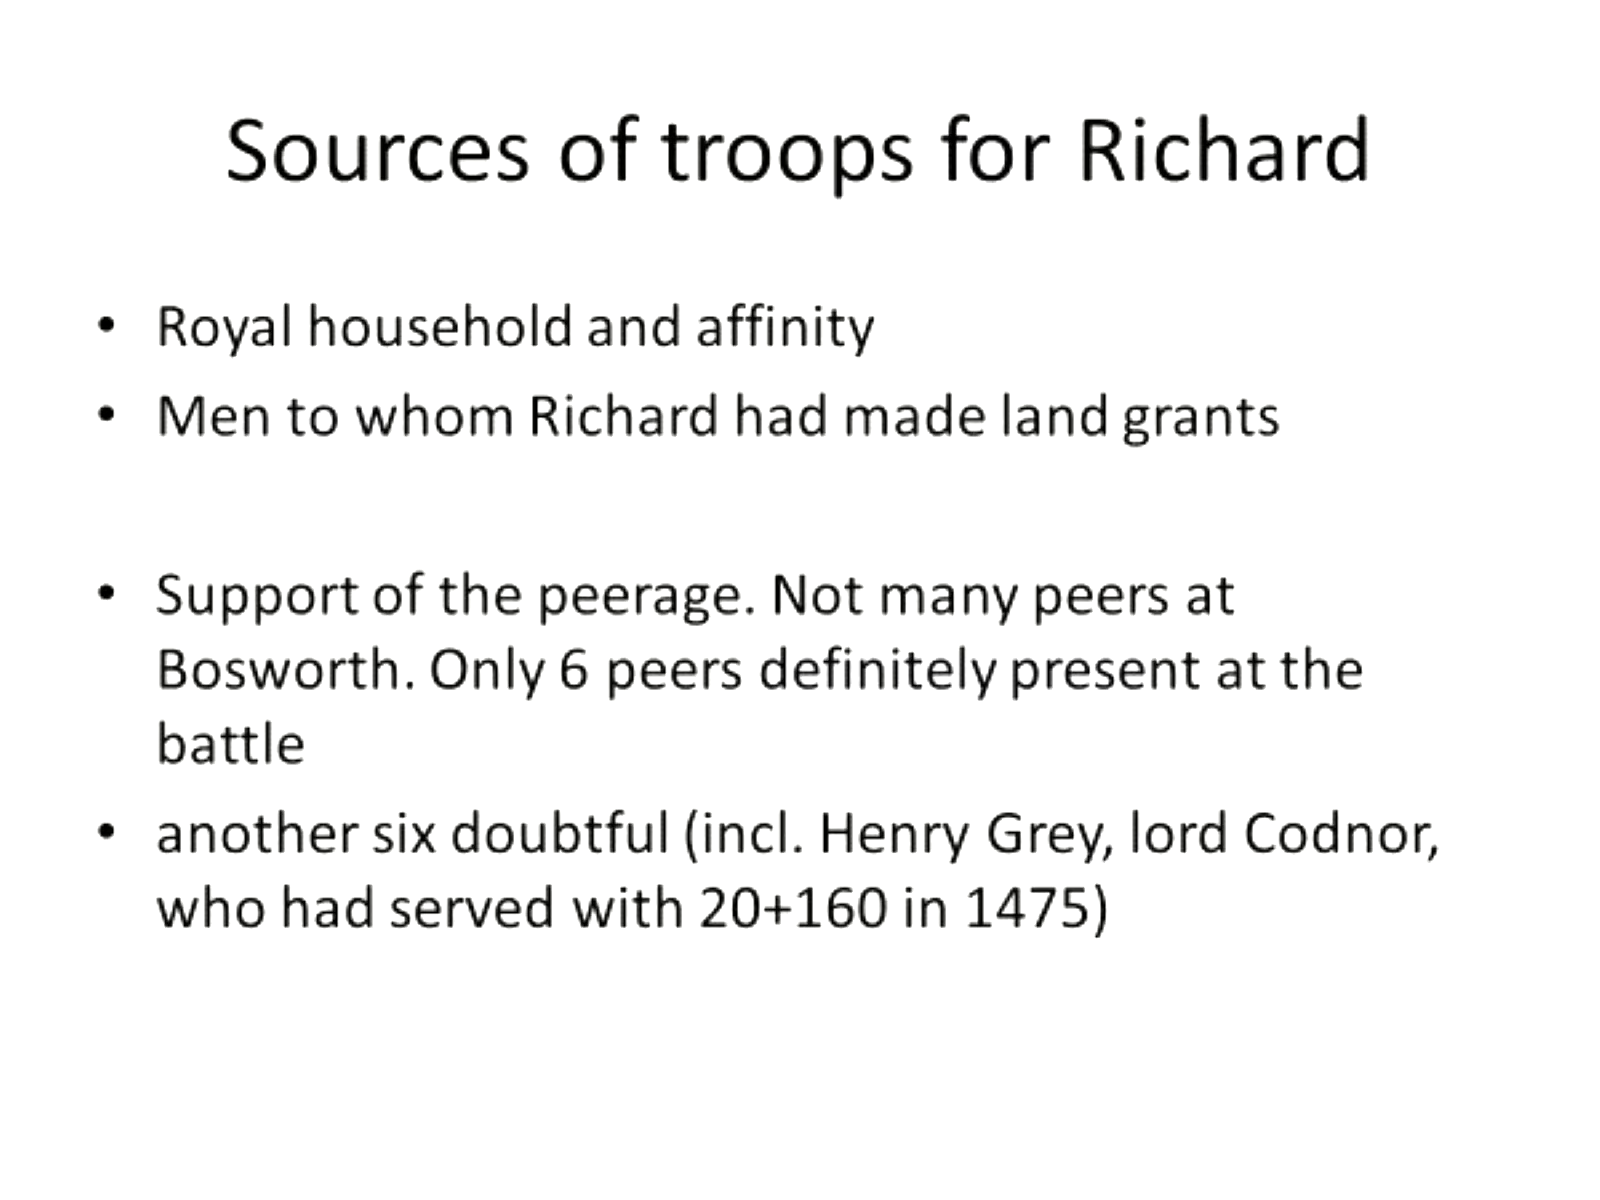 Sources of troops for Richard
• Royal household and affinity
• Men to whom Richard had made land grants
• Support of the peerage. Not many peers at
Bosworth. Only 6 peers definitely present at the
battle
• another six doubtful (incl. Henry Grey, lord Codnor,
who had served with 20+160 in 1475)